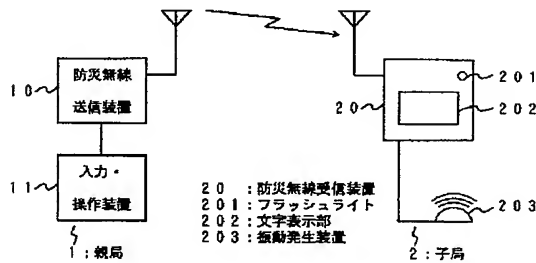 10
防災無線
送信装置
11
入力・
操作装置
1：親局
20
201
202
203
20 ：防災無線受信装置
201：フラッシュライト
202：文字表示部
203：振動発生装置
2：子局